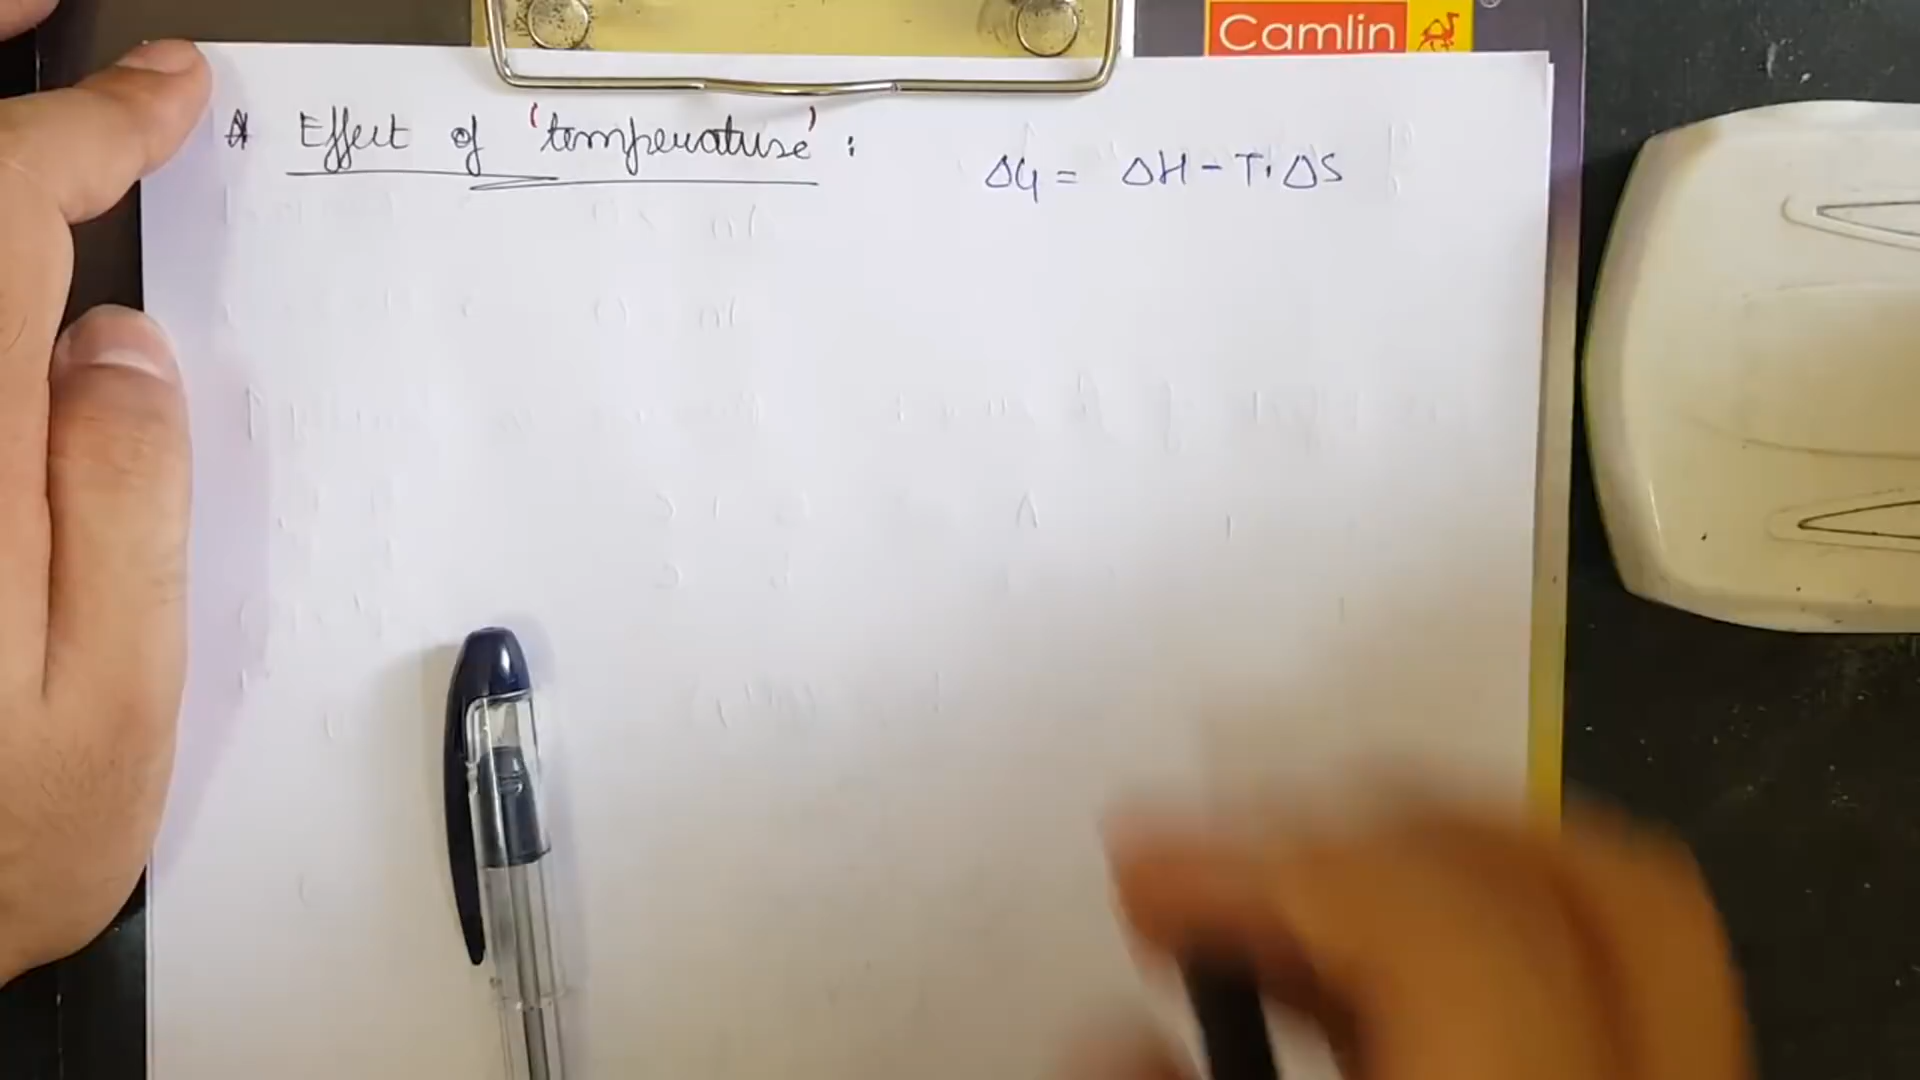 Camlin
* Effect of 'temperature' :
ΔG = ΔH - T. ΔS